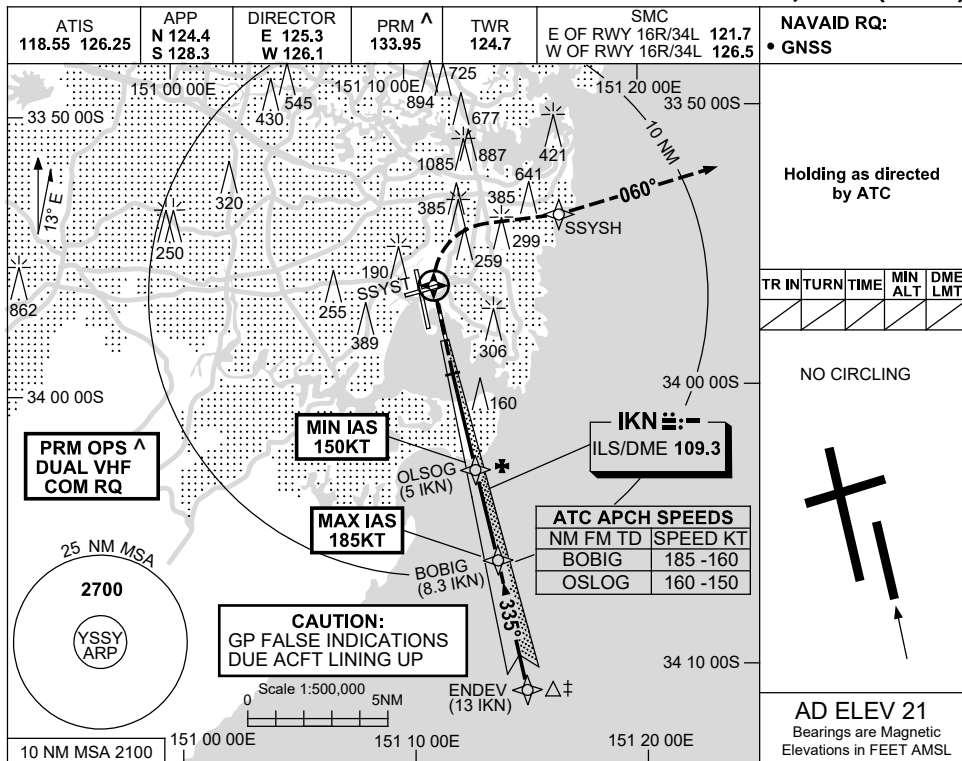 ATIS
118.55 126.25
APP
N 124.4
S 128.3
DIRECTOR
E 125.3
W 126.1
PRM ^
133.95
TWR
124.7
SMC
E OF RWY 16R/34L 121.7
W OF RWY 16R/34L 126.5
NAVAID RQ:
• GNSS
151 00 00E
151 10 00E
151 20 00E
33 50 00S
33 50 00S
545
430
725
894
677
1085
887
421
641
320
385
385
10 NM
060°
SSYSH
299
259
13° E
250
190
SSYST
862
255
389
306
34 00 00S
34 00 00S
160
Holding as directed
by ATC
TR IN
TURN
TIME
MIN
ALT
DME
LMT
NO CIRCLING
MIN IAS
150KT
IKN
ILS/DME 109.3
PRM OPS ^
DUAL VHF
COM RQ
OLSOG
(5 IKN)
MAX IAS
185KT
BOBIG
(8.3 IKN)
ATC APCH SPEEDS
NM FM TD SPEED KT
BOBIG 185 -160
OSLOG 160 -150
25 NM MSA
2700
YSSY
ARP
335°
CAUTION:
GP FALSE INDICATIONS
DUE ACFT LINING UP
34 10 00S
Scale 1:500,000
0 5NM
ENDEV
(13 IKN)
‡
10 NM MSA 2100
151 00 00E
151 10 00E
151 20 00E
AD ELEV 21
Bearings are Magnetic
Elevations in FEET AMSL